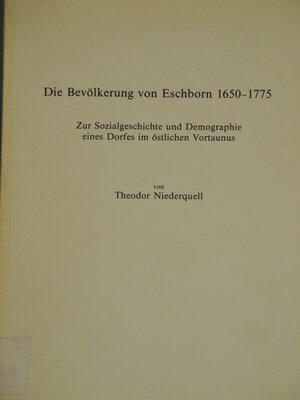 Die Bevölkerung von Eschborn 1650–1775
Zur Sozialgeschichte und Demographie
eines Dorfes im östlichen Vortaunus
von
Theodor Niederquell